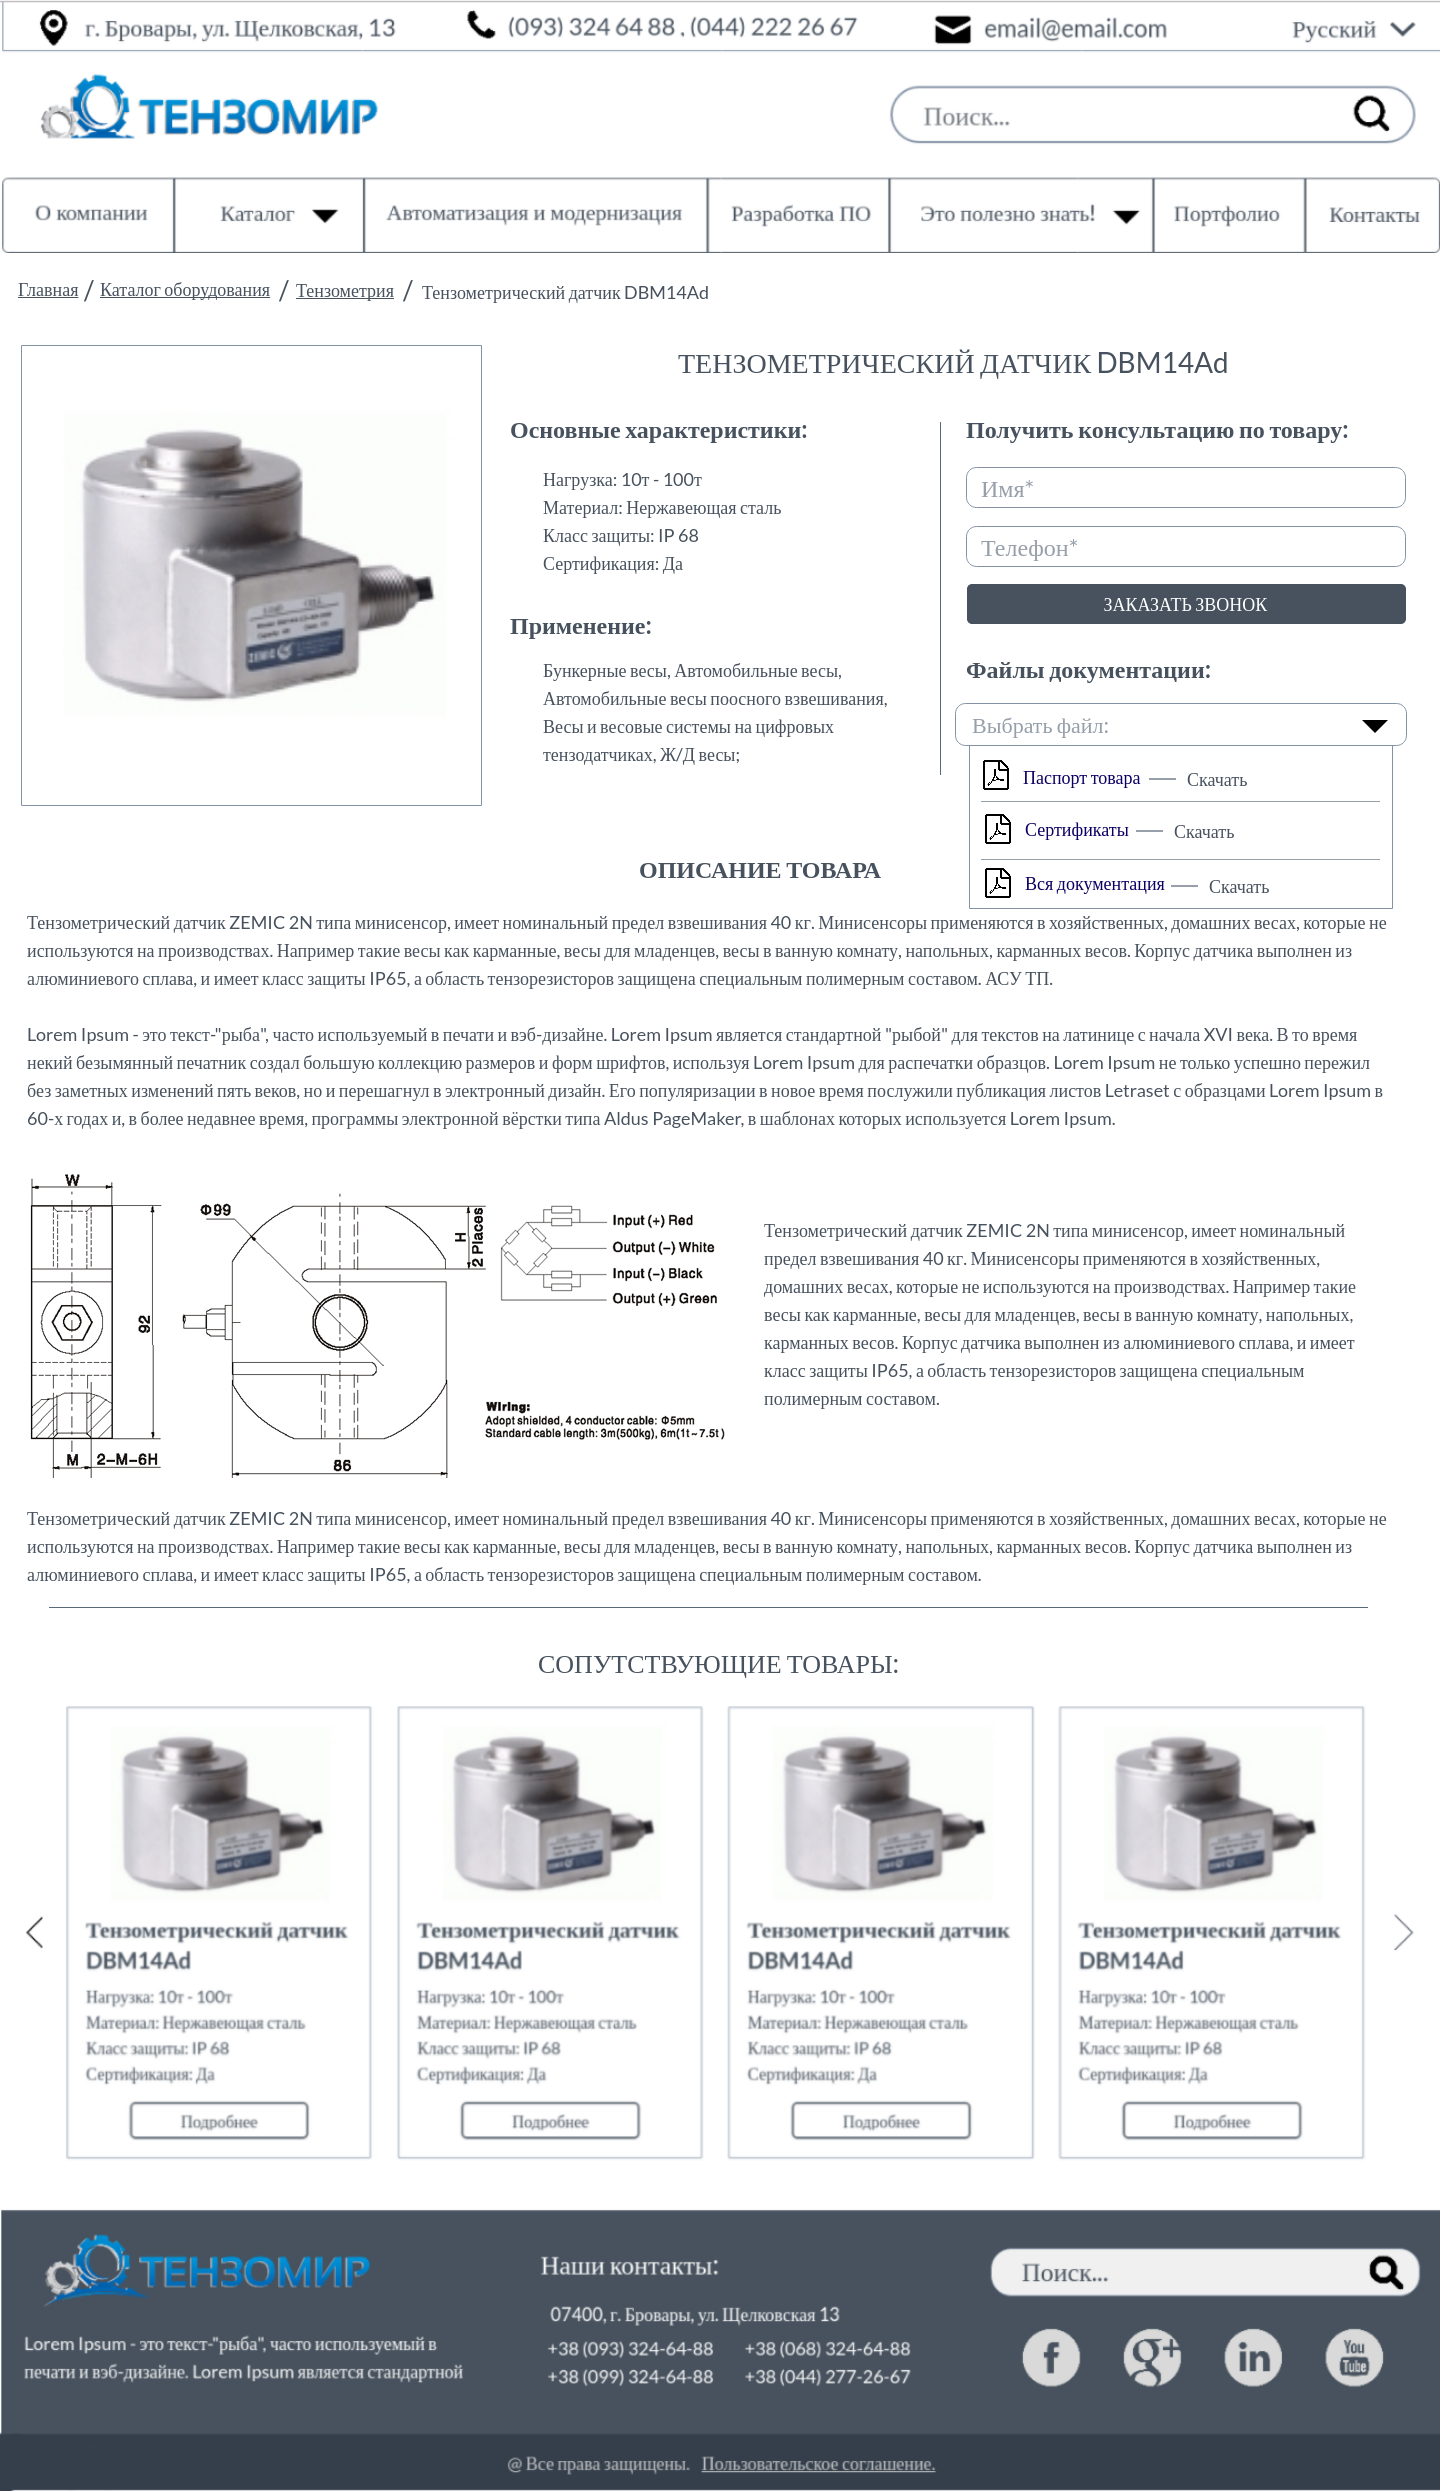 г. Бровары, ул. Щелковская, 13
(093) 324 64 88 , (044) 222 26 67
email@email.com
Русский
ТЕНЗОМИР
Поиск...
О компании
Каталог
Автоматизация и модернизация
Разработка ПО
Это полезно знать!
Портфолио
Контакты
Главная / Каталог оборудования / Тензометрия / Тензометрический датчик DBM14Ad
ТЕНЗОМЕТРИЧЕСКИЙ ДАТЧИК DBM14Ad
Основные характеристики:
Нагрузка: 10т - 100т
Материал: Нержавеющая сталь
Класс защиты: IP 68
Сертификация: Да
Применение:
Бункерные весы, Автомобильные весы,
Автомобильные весы поосного взвешивания,
Весы и весовые системы на цифровых
тензодатчиках, Ж/Д весы;
Получить консультацию по товару:
Имя*
Телефон*
ЗАКАЗАТЬ ЗВОНОК
Файлы документации:
Выбрать файл:
Паспорт товара — Скачать
Сертификаты — Скачать
Вся документация — Скачать
ZEMIC
ОПИСАНИЕ ТОВАРА
Тензометрический датчик ZEMIC 2N типа минисенсор, имеет номинальный предел взвешивания 40 кг. Минисенсоры применяются в хозяйственных, домашних весах, которые не
используются на производствах. Например такие весы как карманные, весы для младенцев, весы в ванную комнату, напольных, карманных весов. Корпус датчика выполнен из
алюминиевого сплава, и имеет класс защиты IP65, а область тензорезисторов защищена специальным полимерным составом. АСУ ТП.
Lorem Ipsum - это текст-"рыба", часто используемый в печати и вэб-дизайне. Lorem Ipsum является стандартной "рыбой" для текстов на латинице с начала XVI века. В то время
некий безымянный печатник создал большую коллекцию размеров и форм шрифтов, используя Lorem Ipsum для распечатки образцов. Lorem Ipsum не только успешно пережил
без заметных изменений пять веков, но и перешагнул в электронный дизайн. Его популяризации в новое время послужили публикация листов Letraset с образцами Lorem Ipsum в
60-х годах и, в более недавнее время, программы электронной вёрстки типа Aldus PageMaker, в шаблонах которых используется Lorem Ipsum.
W
92
M
2-M-6H
Φ99
H
2 Places
86
Input (+) Red
Output (-) White
Input (-) Black
Output (+) Green
Wiring:
Adopt shielded, 4 conductor cable: Φ5mm
Standard cable length: 3m(500kg), 6m(1t~7.5t)
Тензометрический датчик ZEMIC 2N типа минисенсор, имеет номинальный
предел взвешивания 40 кг. Минисенсоры применяются в хозяйственных,
домашних весах, которые не используются на производствах. Например такие
весы как карманные, весы для младенцев, весы в ванную комнату, напольных,
карманных весов. Корпус датчика выполнен из алюминиевого сплава, и имеет
класс защиты IP65, а область тензорезисторов защищена специальным
полимерным составом.
Тензометрический датчик ZEMIC 2N типа минисенсор, имеет номинальный предел взвешивания 40 кг. Минисенсоры применяются в хозяйственных, домашних весах, которые не
используются на производствах. Например такие весы как карманные, весы для младенцев, весы в ванную комнату, напольных, карманных весов. Корпус датчика выполнен из
алюминиевого сплава, и имеет класс защиты IP65, а область тензорезисторов защищена специальным полимерным составом.
СОПУТСТВУЮЩИЕ ТОВАРЫ:
Тензометрический датчик
DBM14Ad
Нагрузка: 10т - 100т
Материал: Нержавеющая сталь
Класс защиты: IP 68
Сертификация: Да
Подробнее
Тензометрический датчик
DBM14Ad
Нагрузка: 10т - 100т
Материал: Нержавеющая сталь
Класс защиты: IP 68
Сертификация: Да
Подробнее
Тензометрический датчик
DBM14Ad
Нагрузка: 10т - 100т
Материал: Нержавеющая сталь
Класс защиты: IP 68
Сертификация: Да
Подробнее
Тензометрический датчик
DBM14Ad
Нагрузка: 10т - 100т
Материал: Нержавеющая сталь
Класс защиты: IP 68
Сертификация: Да
Подробнее
ТЕНЗОМИР
Lorem Ipsum - это текст-"рыба", часто используемый в
печати и вэб-дизайне. Lorem Ipsum является стандартной
Наши контакты:
07400, г. Бровары, ул. Щелковская 13
+38 (093) 324-64-88 +38 (068) 324-64-88
+38 (099) 324-64-88 +38 (044) 277-26-67
Поиск...
f g+ in You Tube
@ Все права защищены. Пользовательское соглашение.